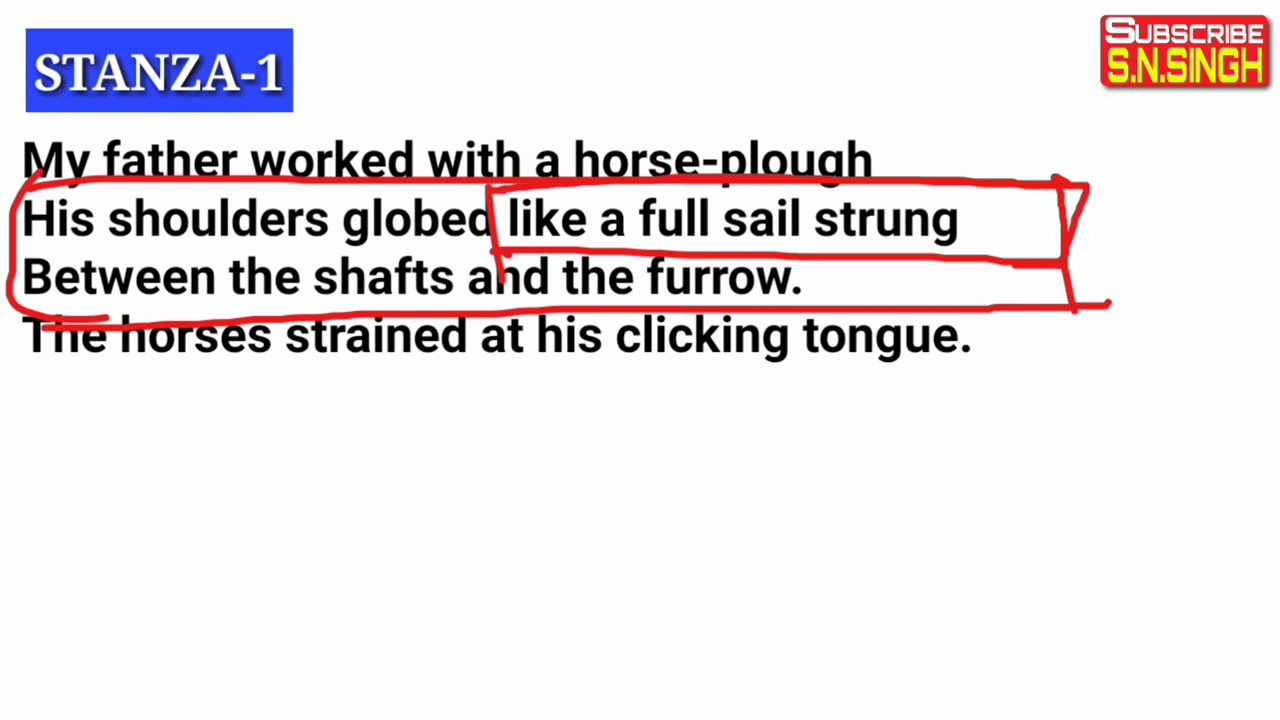 STANZA-1
SUBSCRIBE
S.N.SINGH
My father worked with a horse-plough
His shoulders globed like a full sail strung
Between the shafts and the furrow.
The horses strained at his clicking tongue.